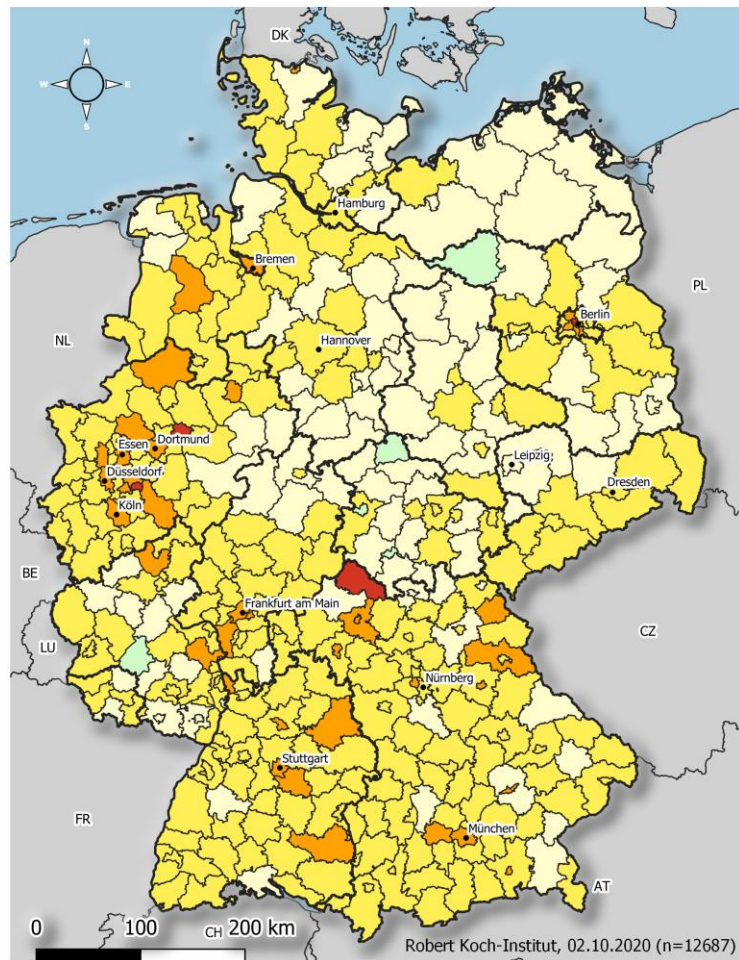 DK
N
W E
S
Hamburg
Bremen
PL
Berlin
NL
Hannover
Essen Dortmund
Düsseldorf
Leipzig
Dresden
Köln
BE
Frankfurt am Main
LU
CZ
Nürnberg
Stuttgart
FR
München
AT
0 100 200 km
CH
Robert Koch-Institut, 02.10.2020 (n=12687)